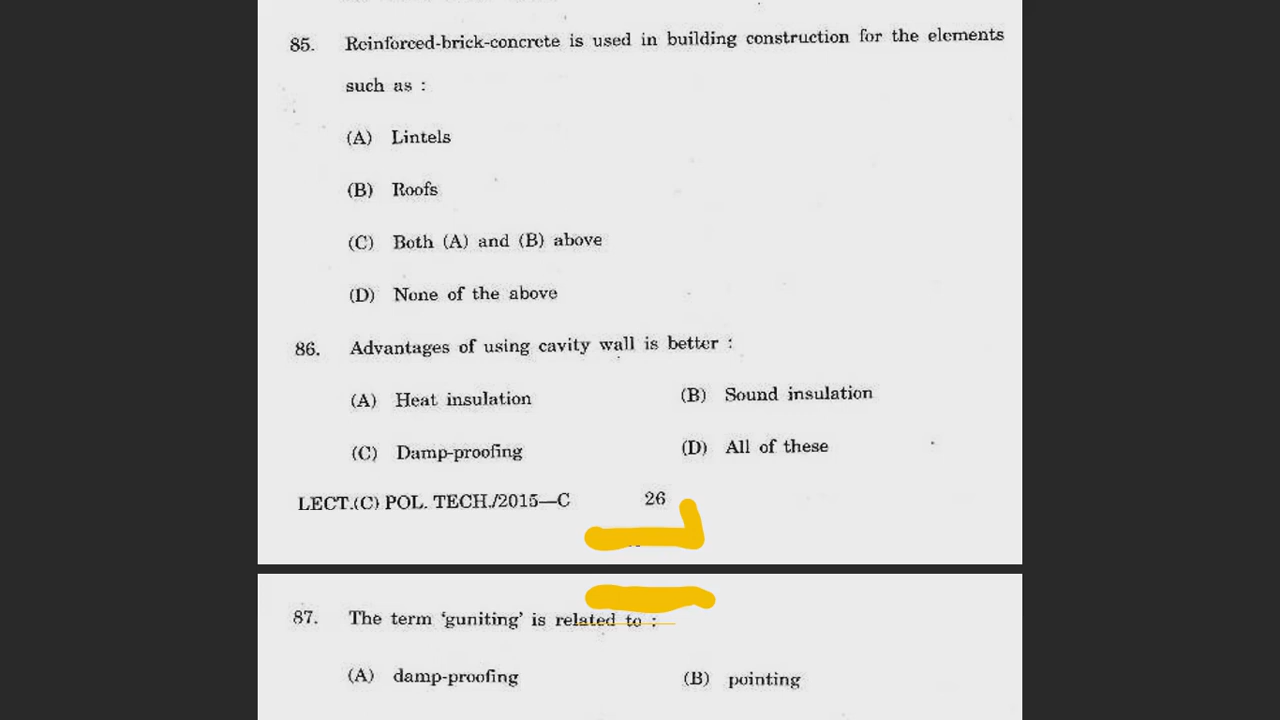 85. Reinforced-brick-concrete is used in building construction for the elements
such as :
(A) Lintels
(B) Roofs
(C) Both (A) and (B) above
(D) None of the above
86. Advantages of using cavity wall is better :
(A) Heat insulation (B) Sound insulation
(C) Damp-proofing (D) All of these
LECT.(C) POL. TECH./2015—C 26
87. The term ‘guniting’ is related to :
(A) damp-proofing (B) pointing